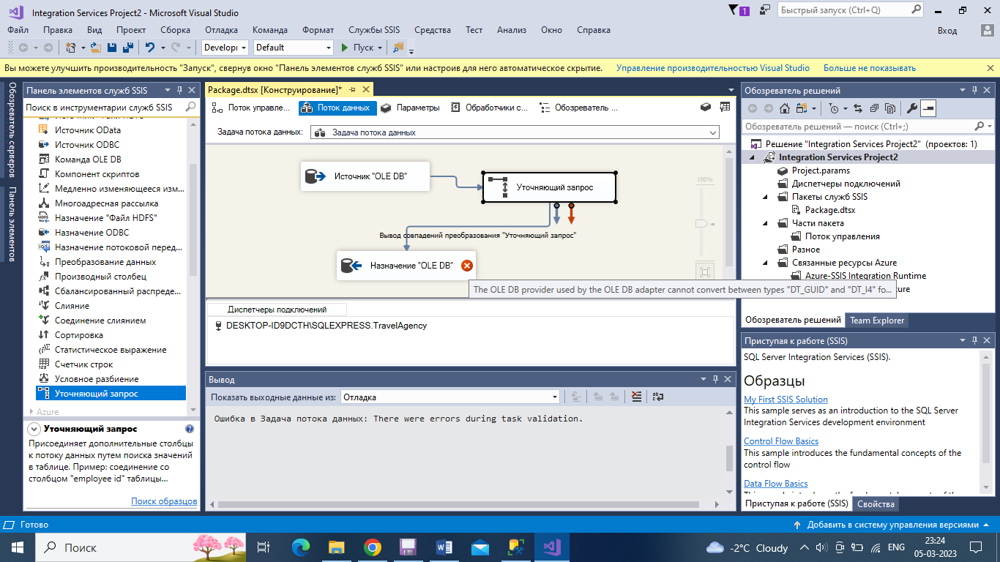 Integration Services Project2 - Microsoft Visual Studio
1
Быстрый запуск (Ctrl+Q)
Файл Правка Вид Проект Сборка Отладка Команда Формат Службы SSIS Средства Тест Анализ Окно Справка
Вход
Develop Default Пуск
Вы можете улучшить производительность "Запуск", свернув окно "Панель элементов служб SSIS" или настроив для него автоматическое скрытие. Управление производительностью Visual Studio Больше не показывать
Обозреватель серверов
Панель элементов
Панель элементов служб SSIS
Поиск в инструментарии служб SSIS
Источник OData
Источник ODBC
Команда OLE DB
Компонент скриптов
Медленно изменяющееся изм...
Многоадресная рассылка
Назначение "Файл HDFS"
Назначение ODBC
Назначение потоковой перед...
Преобразование данных
Производный столбец
Сбалансированный распреде...
Слияние
Соединение слиянием
Сортировка
Статистическое выражение
Счетчик строк
Условное разбиение
Уточняющий запрос
Azure
Уточняющий запрос
Присоединяет дополнительные столбцы
к потоку данных путем поиска значений
в таблице. Пример: соединение со
столбцом "employee id" таблицы...
Поиск образцов
Package.dtsx [Конструирование]*
Поток управле... Поток данных Параметры Обработчики с... Обозреватель ...
Задача потока данных: Задача потока данных
Источник "OLE DB"
Уточняющий запрос
100%
Вывод совпадений преобразования "Уточняющий запрос"
Назначение "OLE DB"
The OLE DB provider used by the OLE DB adapter cannot convert between types "DT_GUID" and "DT_I4" fo...
Диспетчеры подключений
DESKTOP-ID9DCTH\SQLEXPRESS.TravelAgency
Вывод
Показать выходные данные из: Отладка
Ошибка в Задача потока данных: There were errors during task validation.
Обозреватель решений
Обозреватель решений — поиск (Ctrl+;)
Решение "Integration Services Project2" (проектов: 1)
Integration Services Project2
Project.params
Диспетчеры подключений
Пакеты служб SSIS
Package.dtsx
Части пакета
Поток управления
Разное
Связанные ресурсы Azure
Azure-SSIS Integration Runtime
Обозреватель решений Team Explorer
Приступая к работе (SSIS)
SQL Server Integration Services (SSIS).
Образцы
My First SSIS Solution
This sample serves as an introduction to the SQL Server
Integration Services development environment
Control Flow Basics
This sample introduces the fundamental concepts of the
control flow
Data Flow Basics
Приступая к работе (SSIS) Свойства
Готово
Добавить в систему управления версиями
Поиск
-2°C Cloudy
ENG
23:24
05-03-2023